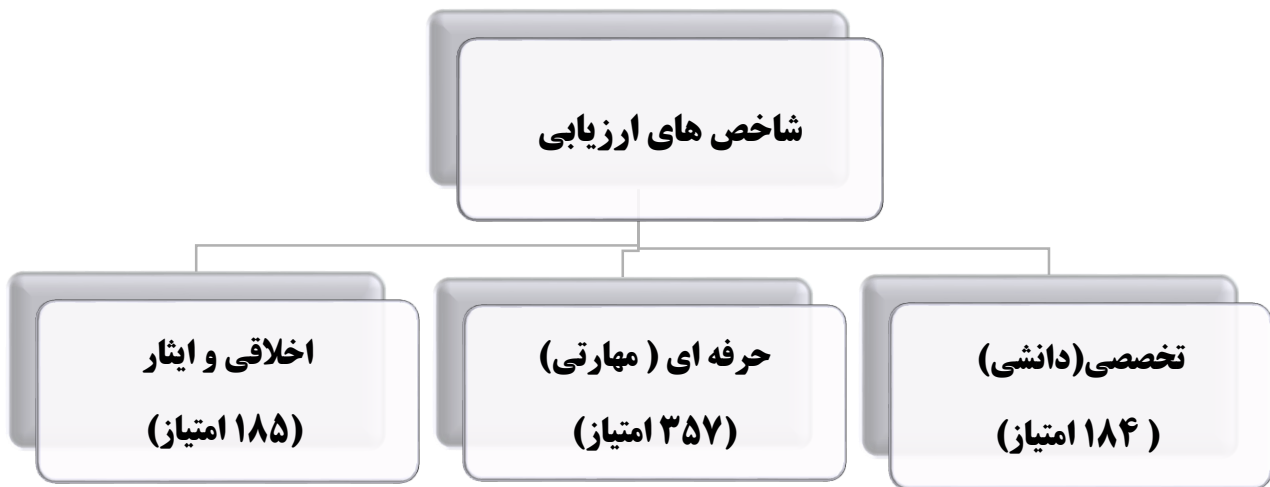 شاخص های ارزیابی
تخصصی(دانشی)
( ۱۸۴ امتیاز)
حرفه ای ( مهارتی)
(۳۵۷ امتیاز)
اخلاقی و ایثار
(۱۸۵ امتیاز)